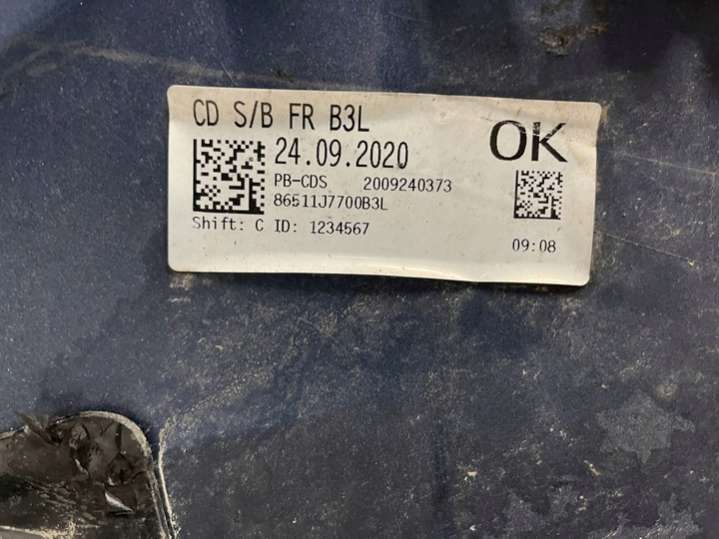 CD S/B FR B3L
OK
24.09.2020
PB-CDS 2009240373
86511J7700B3L
Shift: C ID: 1234567
09:08